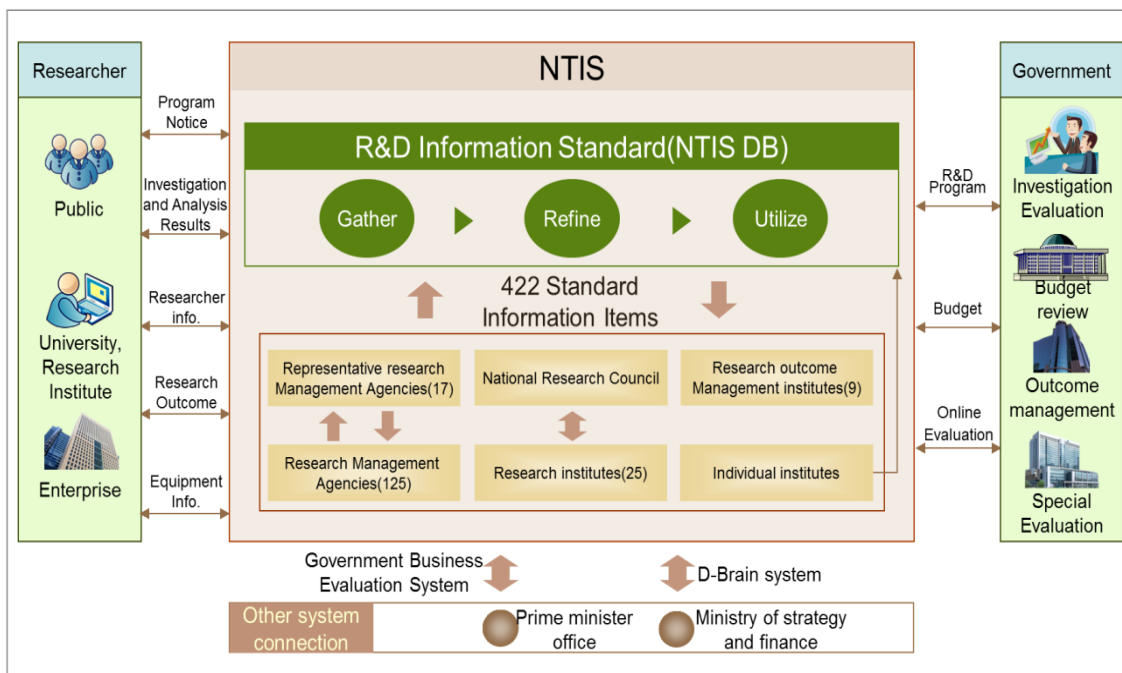 Researcher
Public
University,
Research
Institute
Enterprise
Program
Notice
Investigation
and Analysis
Results
Researcher
info.
Research
Outcome
Equipment
Info.
NTIS
R&D Information Standard(NTIS DB)
Gather
Refine
Utilize
422 Standard
Information Items
Representative research
Management Agencies(17)
National Research Council
Research outcome
Management institutes(9)
Research Management
Agencies(125)
Research institutes(25)
Individual institutes
R&D
Program
Budget
Online
Evaluation
Government
Investigation
Evaluation
Budget
review
Outcome
management
Special
Evaluation
Government Business
Evaluation System
D-Brain system
Other system
connection
Prime minister
office
Ministry of strategy
and finance